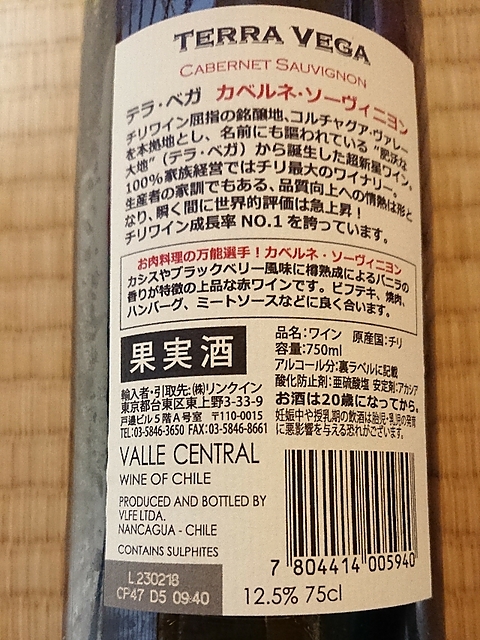 TERRA VEGA
CABERNET SAUVIGNON
テラ・ベガ カベルネ・ソーヴィニヨン
チリワイン屈指の銘醸地、コルチャグァ・ヴァレー
を本拠地とし、名前にも謳われている “肥沃な
大地”（テラ・ベガ）から誕生した超新星ワイン。
100%家族経営ではチリ最大のワイナリー。
生産者の家訓でもある、品質向上への情熱は形と
なり、瞬く間に世界的評価は急上昇！
チリワイン成長率 NO.1 を誇っています。
お肉料理の万能選手！カベルネ・ソーヴィニヨン
カシスやブラックベリー風味に樽熟成によるバニラの
香りが特徴の上品な赤ワインです。ビフテキ、焼肉、
ハンバーグ、ミートソースなどに良く合います。
果実酒
輸入者・引取先:㈱リンクイン
東京都台東区東上野3-33-9
戸邊ビル５階Ａ号室 〒110-0015
TEL:03-5846-3650 FAX:03-5846-8661
品名：ワイン 原産国：チリ
容量：750ml
アルコール分：裏ラベルに記載
酸化防止剤：亜硫酸塩 安定剤：アカシア
お酒は20歳になってから。
妊娠中や授乳期の飲酒は胎児・乳児の発育
に悪影響を与える恐れがございます。
VALLE CENTRAL
WINE OF CHILE
PRODUCED AND BOTTLED BY
VLFE LTDA.
NANCAGUA - CHILE
CONTAINS SULPHITES
L230218
CP47 D5 09:40
7 804414 005940
12.5% 75cl